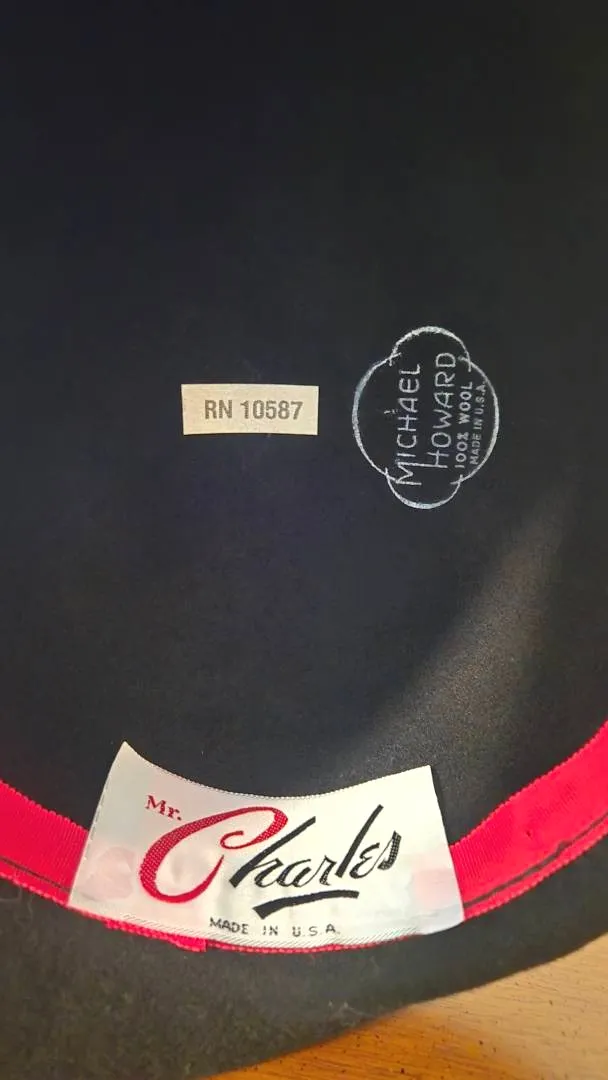 RN 10587
MICHAEL
HOWARD
100% WOOL
MADE IN U.S.A.
Mr.
Charles
MADE IN U.S.A.